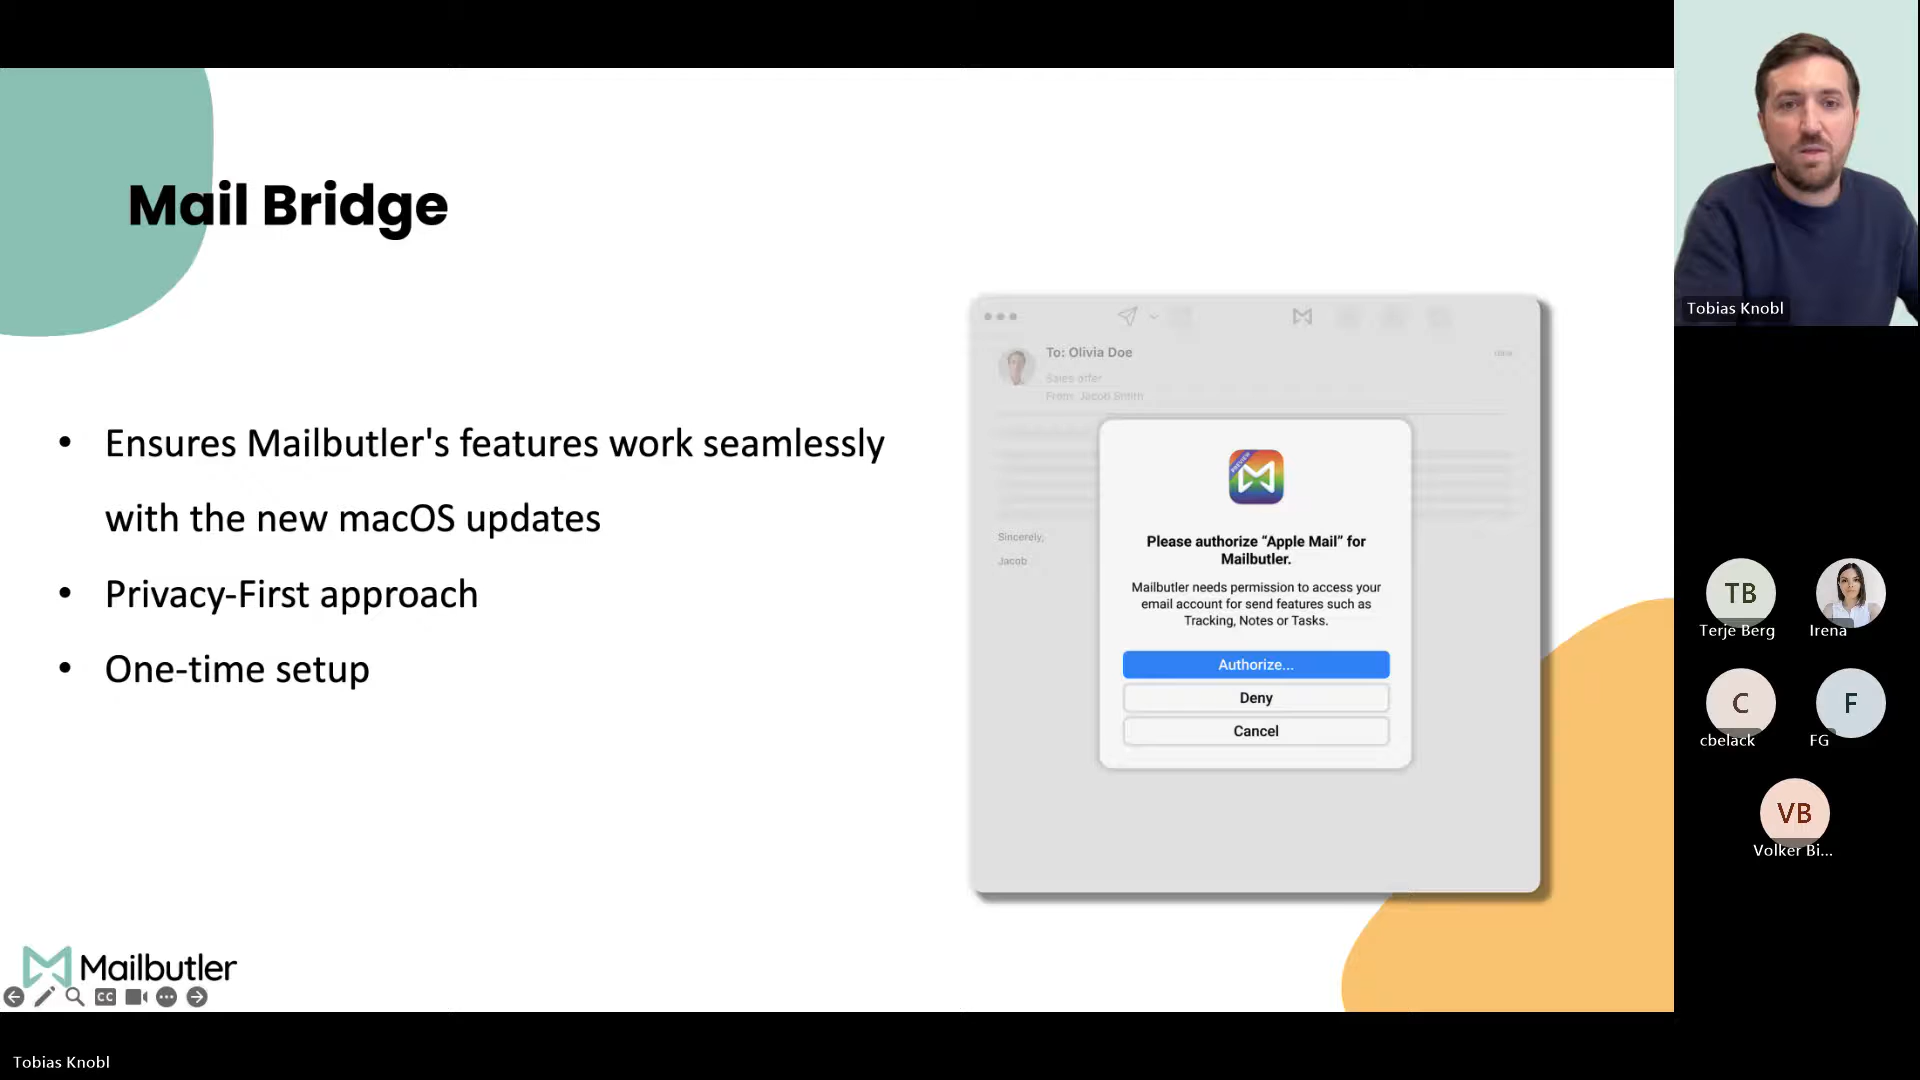 Mail Bridge
• Ensures Mailbutler's features work seamlessly
with the new macOS updates
• Privacy-First approach
• One-time setup
To: Olivia Doe
Sales offer
From: Jacob Smith
Sincerely,
Jacob
PREVIEW
Please authorize “Apple Mail” for
Mailbutler.
Mailbutler needs permission to access your
email account for send features such as
Tracking, Notes or Tasks.
Authorize...
Deny
Cancel
Mailbutler
CC
Tobias Knobl
TB
Terje Berg
Irena
C
cbelack
F
FG
VB
Volker Bi...
Tobias Knobl